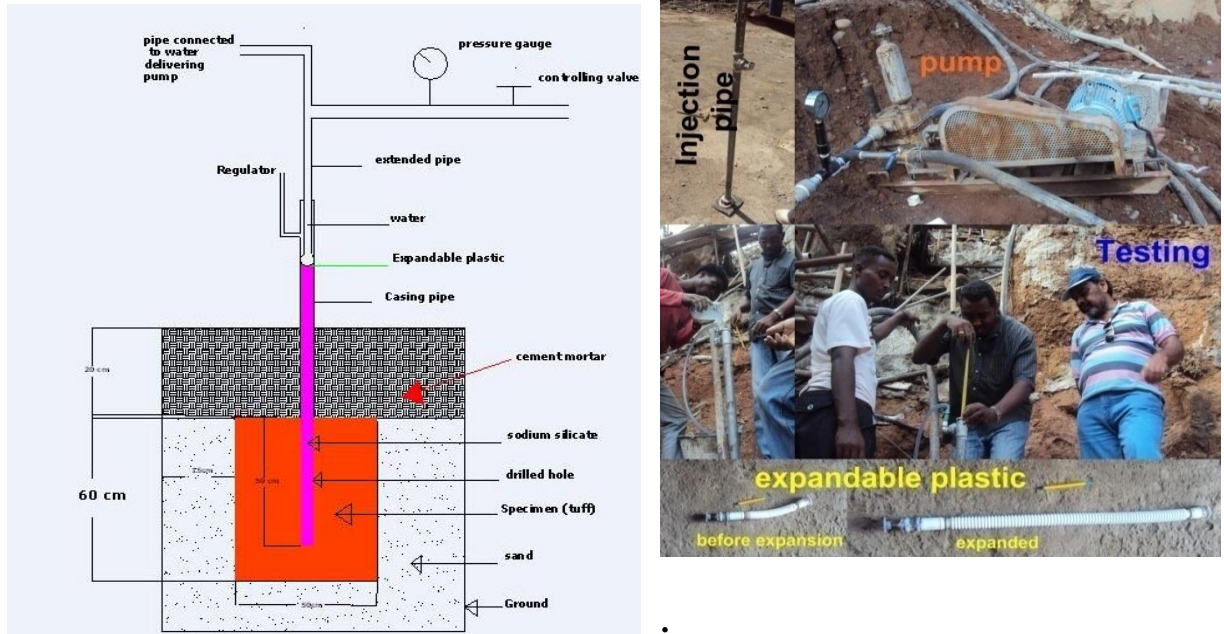 pipe connected
to water
delivering
pump
pressure gauge
controlling valve
extended pipe
Regulator
water
Expandable plastic
Casing pipe
20 cm
cement mortar
sodium silicate
60 cm
drilled hole
Specimen (tuff)
sand
Ground
Injection
pipe
pump
Testing
expandable plastic
before expansion
expanded